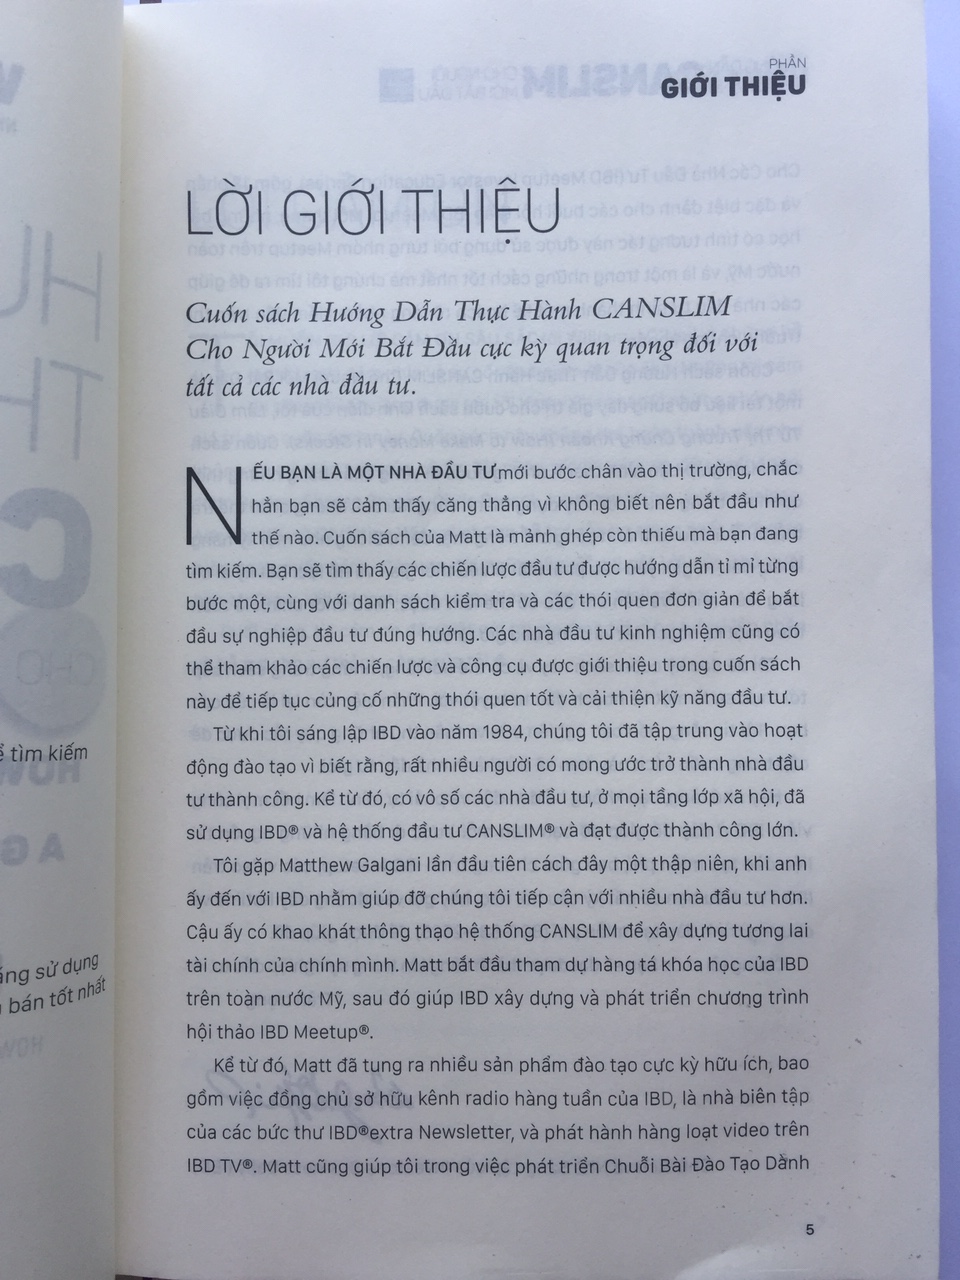 PHẦN
GIỚI THIỆU
LỜI GIỚI THIỆU
Cuốn sách Hướng Dẫn Thực Hành CANSLIM
Cho Người Mới Bắt Đầu cực kỳ quan trọng đối với
tất cả các nhà đầu tư.
NẾU BẠN LÀ MỘT NHÀ ĐẦU TƯ mới bước chân vào thị trường, chắc
hẳn bạn sẽ cảm thấy căng thẳng vì không biết nên bắt đầu như
thế nào. Cuốn sách của Matt là mảnh ghép còn thiếu mà bạn đang
tìm kiếm. Bạn sẽ tìm thấy các chiến lược đầu tư được hướng dẫn tỉ mỉ từng
bước một, cùng với danh sách kiểm tra và các thói quen đơn giản để bắt
đầu sự nghiệp đầu tư đúng hướng. Các nhà đầu tư kinh nghiệm cũng có
thể tham khảo các chiến lược và công cụ được giới thiệu trong cuốn sách
này để tiếp tục củng cố những thói quen tốt và cải thiện kỹ năng đầu tư.
Từ khi tôi sáng lập IBD vào năm 1984, chúng tôi đã tập trung vào hoạt
động đào tạo vì biết rằng, rất nhiều người có mong ước trở thành nhà đầu
tư thành công. Kể từ đó, có vô số các nhà đầu tư, ở mọi tầng lớp xã hội, đã
sử dụng IBD® và hệ thống đầu tư CANSLIM® và đạt được thành công lớn.
Tôi gặp Matthew Galgani lần đầu tiên cách đây một thập niên, khi anh
ấy đến với IBD nhằm giúp đỡ chúng tôi tiếp cận với nhiều nhà đầu tư hơn.
Cậu ấy có khao khát thông thạo hệ thống CANSLIM để xây dựng tương lai
tài chính của chính mình. Matt bắt đầu tham dự hàng tá khóa học của IBD
trên toàn nước Mỹ, sau đó giúp IBD xây dựng và phát triển chương trình
hội thảo IBD Meetup®.
Kể từ đó, Matt đã tung ra nhiều sản phẩm đào tạo cực kỳ hữu ích, bao
gồm việc đồng chủ sở hữu kênh radio hàng tuần của IBD, là nhà biên tập
của các bức thư IBD®extra Newsletter, và phát hành hàng loạt video trên
IBD TV®. Matt cũng giúp tôi trong việc phát triển Chuỗi Bài Đào Tạo Dành
5
tìm kiếm
sử dụng
bán tốt nhất